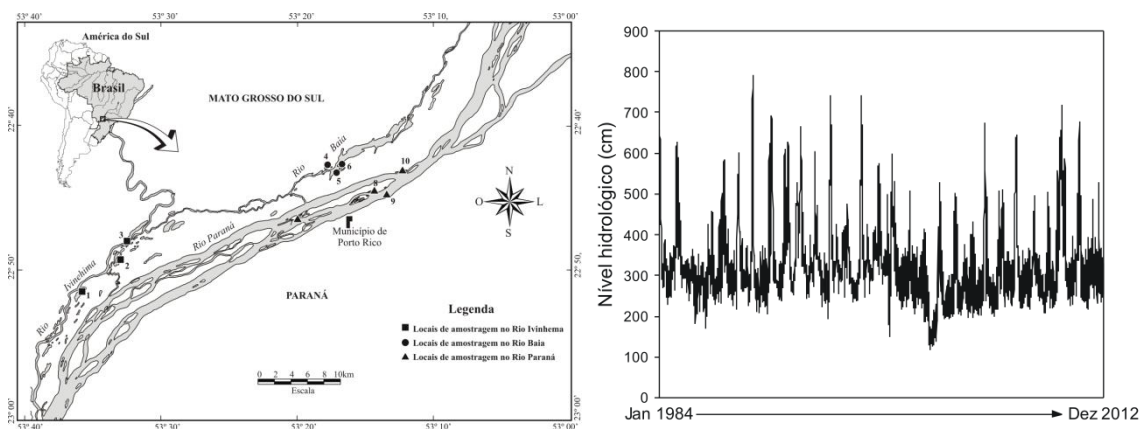 53° 40'
53° 30'
53° 20'
53° 10'
53° 00'
América do Sul
Brasil
MATO GROSSO DO SUL
22° 40'
22° 40'
Rio Baia
4
6
5
10
8
9
7
N
O
L
S
Município de
Porto Rico
Rio Paraná
3
2
1
Rio Ivinehima
22° 50'
22° 50'
PARANÁ
Legenda
Locais de amostragem no Rio Ivinhema
Locais de amostragem no Rio Baia
Locais de amostragem no Rio Paraná
0 2 4 6 8 10km
Escala
23° 00'
23° 00'
53° 40'
53° 30'
53° 20'
53° 10'
53° 00'
Nível hidrológico (cm)
900
800
700
600
500
400
300
200
100
0
Jan 1984
Dez 2012